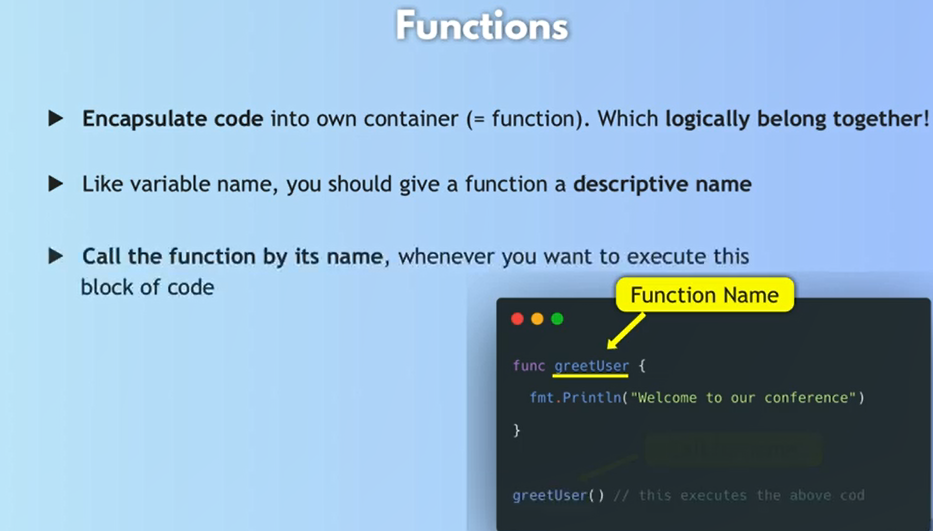 Functions
Encapsulate code into own container (= function). Which logically belong together!
Like variable name, you should give a function a descriptive name
Call the function by its name, whenever you want to execute this
block of code
Function Name
func greetUser {
fmt.Println("Welcome to our conference")
}
greetUser() // this executes the above cod